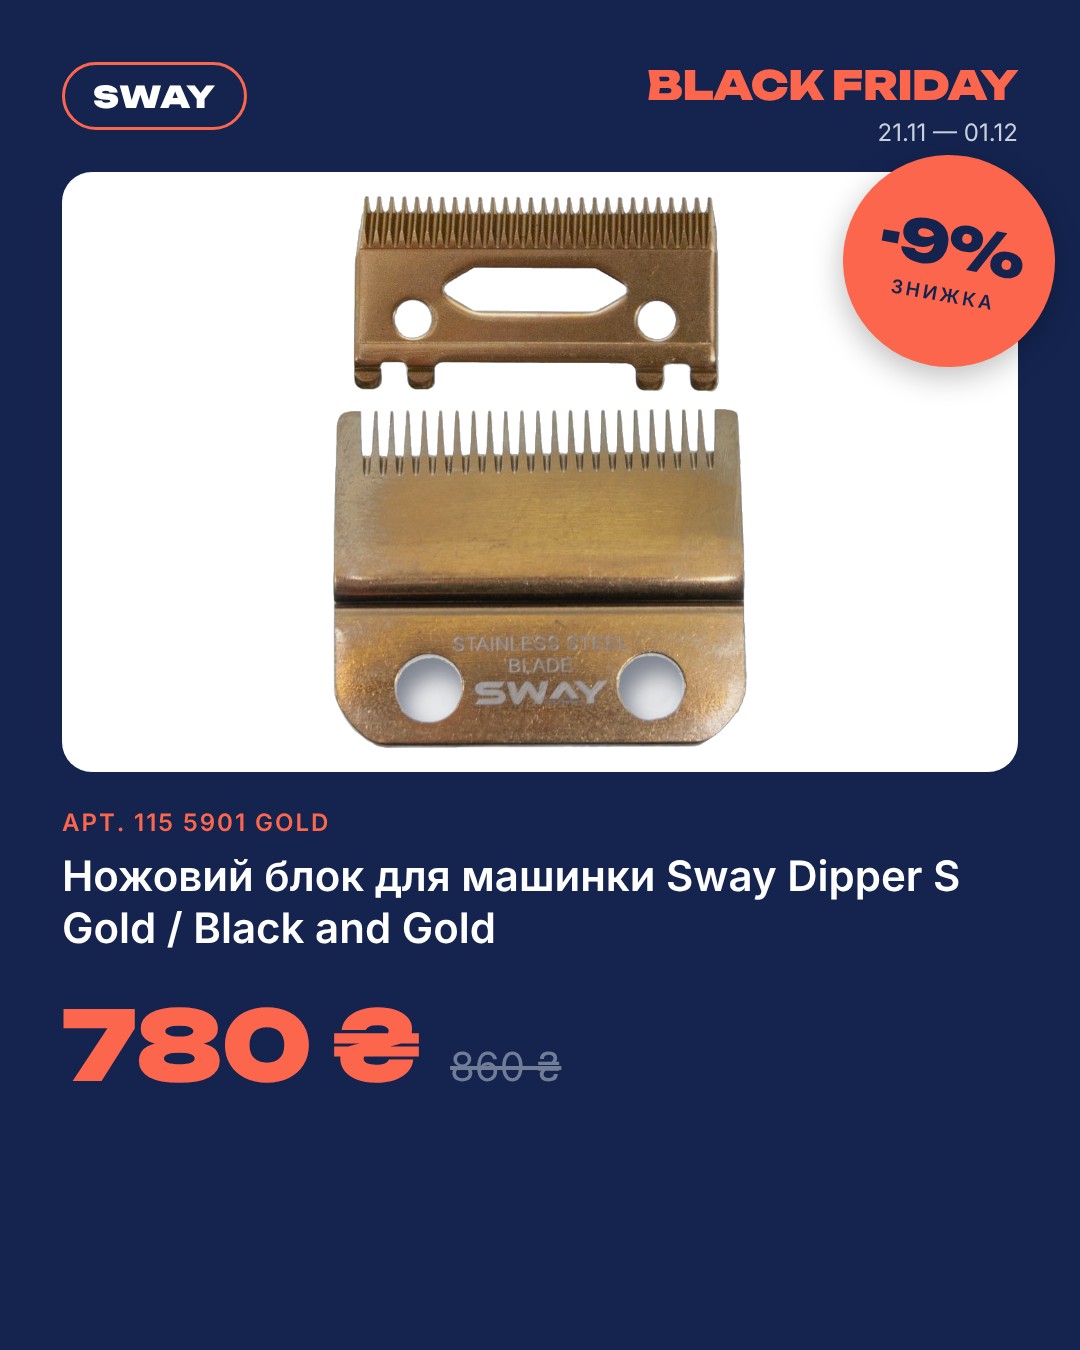 SWAY
BLACK FRIDAY
21.11 — 01.12
-9%
ЗНИЖКА
STAINLESS STEEL
BLADE
SWAY
АРТ. 115 5901 GOLD
Ножовий блок для машинки Sway Dipper S
Gold / Black and Gold
780 ₴
860 ₴